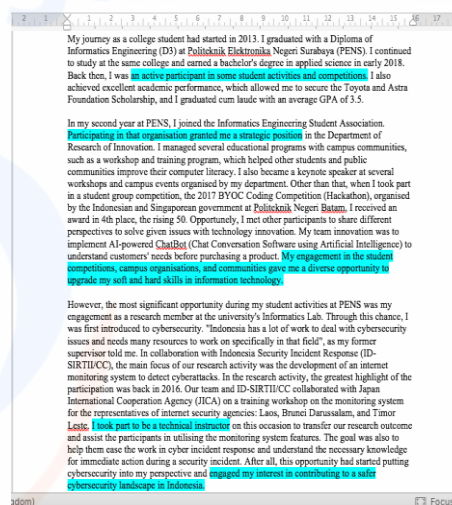 2 1 1 2 3 4 5 6 7 8 9 10 11 12 13 14 15 16 17
My journey as a college student had started in 2013. I graduated with a Diploma of
Informatics Engineering (D3) at Politeknik Elektronika Negeri Surabaya (PENS). I continued
to study at the same college and earned a bachelor's degree in applied science in early 2018.
Back then, I was an active participant in some student activities and competitions. I also
achieved excellent academic performance, which allowed me to secure the Toyota and Astra
Foundation Scholarship, and I graduated cum laude with an average GPA of 3.5.
In my second year at PENS, I joined the Informatics Engineering Student Association.
Participating in that organisation granted me a strategic position in the Department of
Research of Innovation. I managed several educational programs with campus communities,
such as a workshop and training program, which helped other students and public
communities improve their computer literacy. I also became a keynote speaker at several
workshops and campus events organised by my department. Other than that, when I took part
in a student group competition, the 2017 BYOC Coding Competition (Hackathon), organised
by the Indonesian and Singaporean government at Politeknik Negeri Batam, I received an
award in 4th place, the rising 50. Opportunely, I met other participants to share different
perspectives to solve given issues with technology innovation. My team innovation was to
implement AI-powered ChatBot (Chat Conversation Software using Artificial Intelligence) to
understand customers' needs before purchasing a product. My engagement in the student
competitions, campus organisations, and communities gave me a diverse opportunity to
upgrade my soft and hard skills in information technology.
However, the most significant opportunity during my student activities at PENS was my
engagement as a research member at the university's Informatics Lab. Through this chance, I
was first introduced to cybersecurity. "Indonesia has a lot of work to deal with cybersecurity
issues and needs many resources to work on specifically in that field", as my former
supervisor told me. In collaboration with Indonesia Security Incident Response (ID-
SIRTII/CC), the main focus of our research activity was the development of an internet
monitoring system to detect cyberattacks. In the research activity, the greatest highlight of the
participation was back in 2016. Our team and ID-SIRTII/CC collaborated with Japan
International Cooperation Agency (JICA) on a training workshop on the monitoring system
for the representatives of internet security agencies: Laos, Brunei Darussalam, and Timor
Leste. I took part to be a technical instructor on this occasion to transfer our research outcome
and assist the participants in utilising the monitoring system features. The goal was also to
help them ease the work in cyber incident response and understand the necessary knowledge
for immediate action during a security incident. After all, this opportunity had started putting
cybersecurity into my perspective and engaged my interest in contributing to a safer
cybersecurity landscape in Indonesia.
dom) Focus